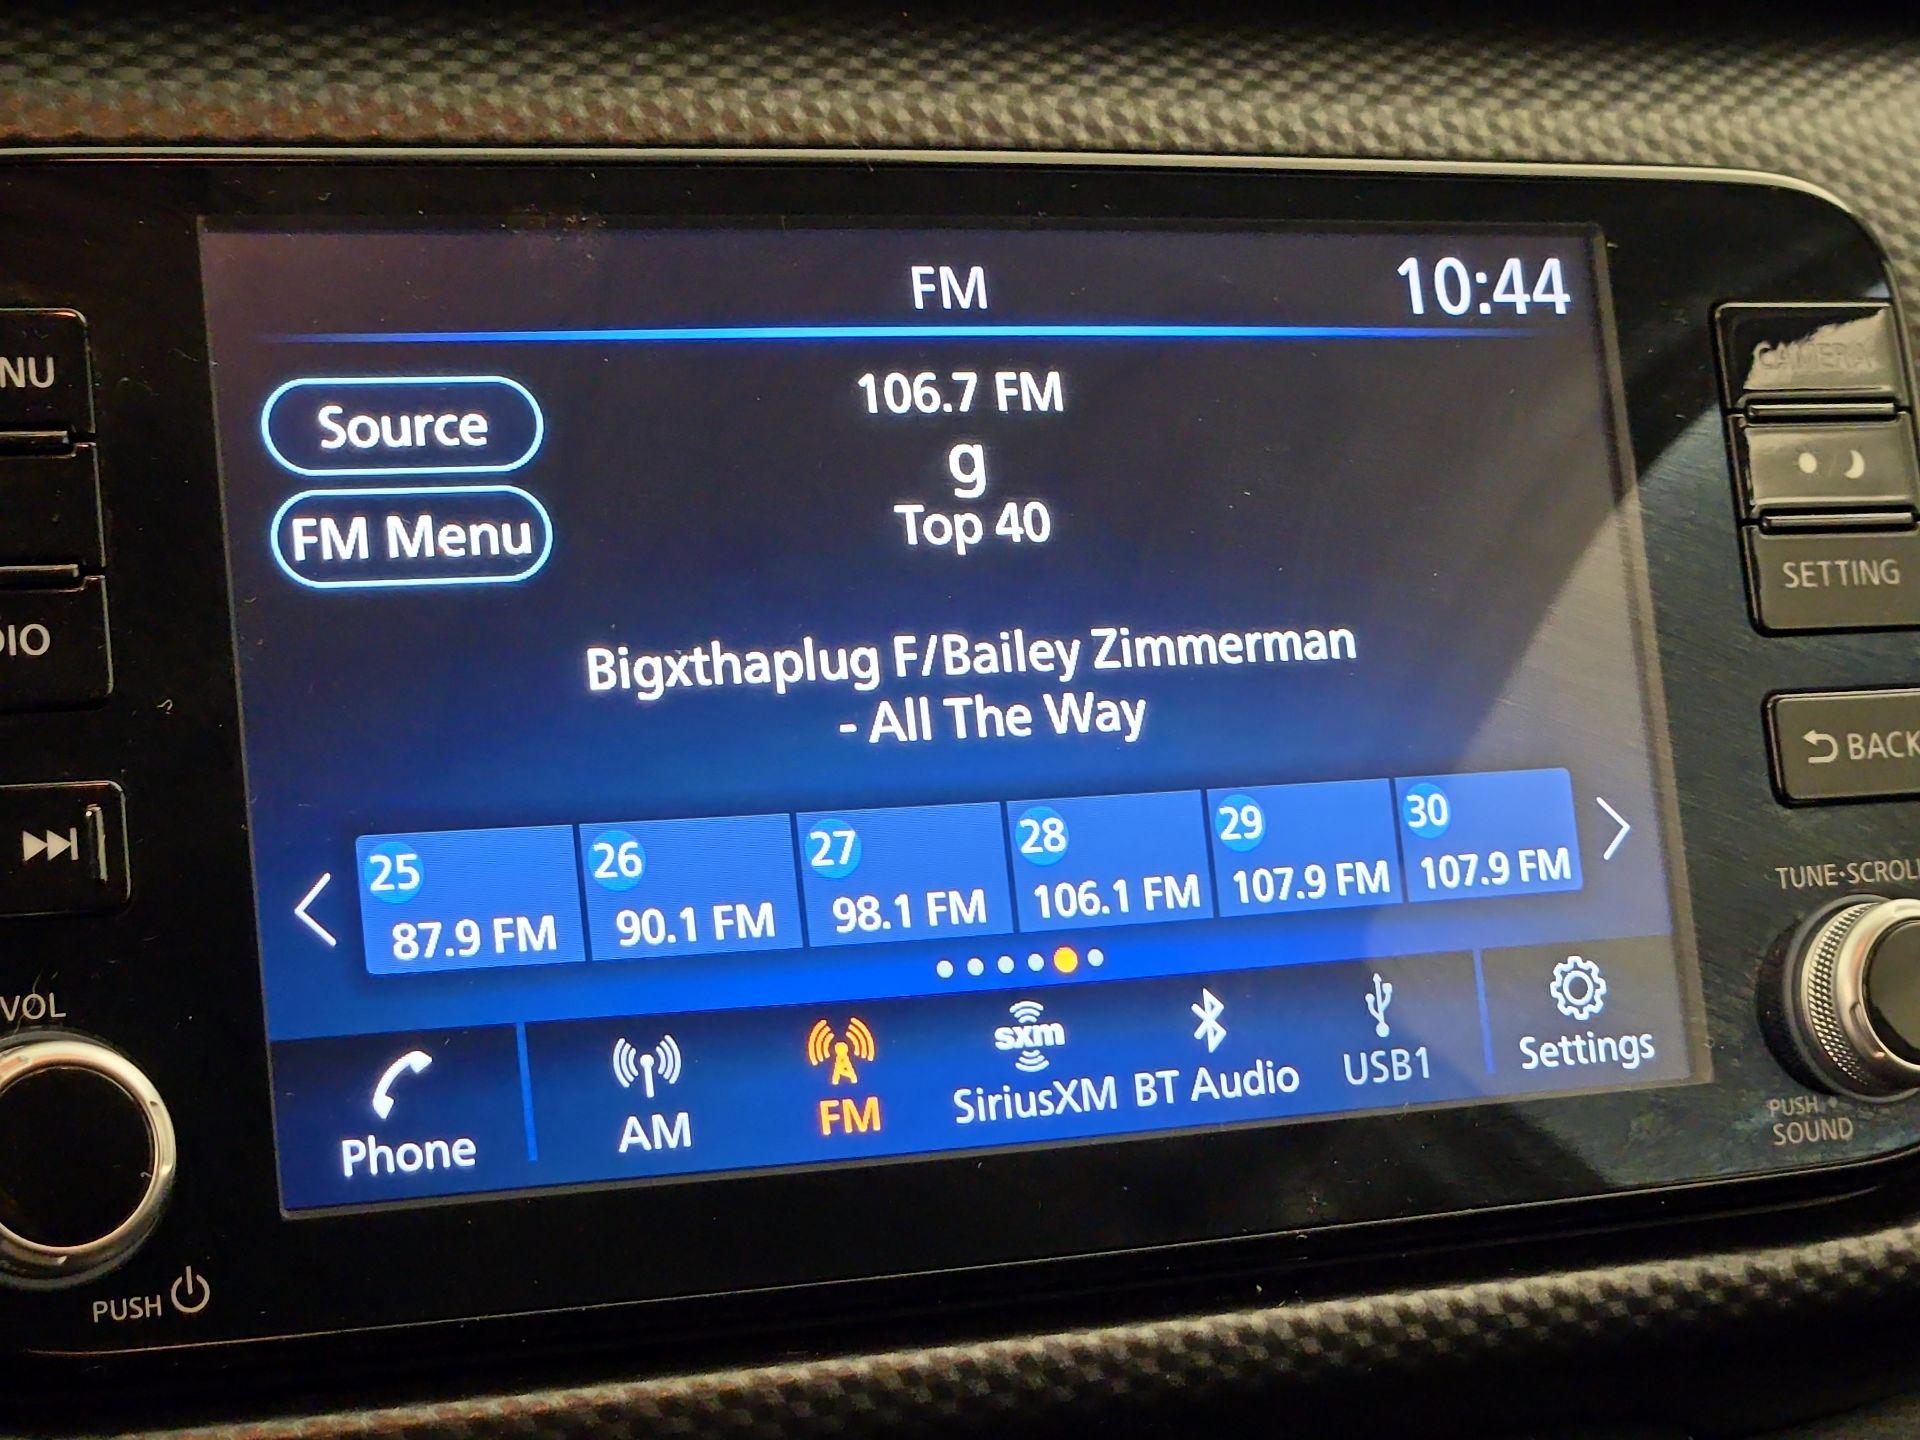 FM
10:44
Source
106.7 FM
g
FM Menu
Top 40
Bigxthaplug F/Bailey Zimmerman
- All The Way
25
87.9 FM
26
90.1 FM
27
98.1 FM
28
106.1 FM
29
107.9 FM
30
107.9 FM
Phone
AM
FM
sxm
SiriusXM
BT Audio
USB1
Settings
NU
DIO
VOL
PUSH
CAMERA
SETTING
BACK
TUNE·SCROLL
PUSH
SOUND